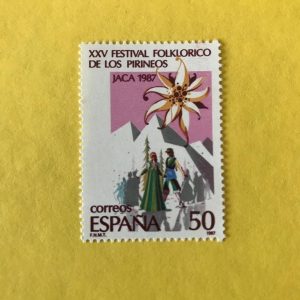 XXV FESTIVAL FOLKLORICO
DE LOS PIRINEOS
JACA 1987
correos
ESPAÑA 50
F.N.M.T. 1987